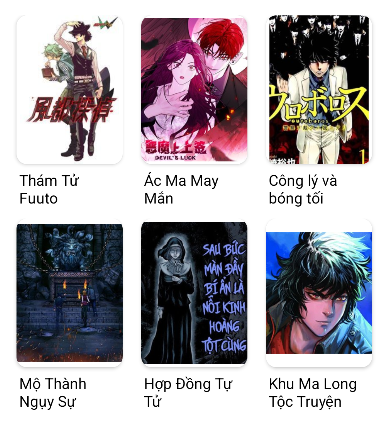 風都探偵
恶魔上上签
DEVIL'S LUCK
ウロボロス
1
Thám Tử
Fuuto
Ác Ma May
Mắn
Công lý và
bóng tối
SAU BỨC
MÀN ĐẦY
BÍ ẨN LÀ
NỖI KINH
HOÀNG
TỘT CÙNG
Mộ Thành
Ngụy Sự
Hợp Đồng Tự
Tử
Khu Ma Long
Tộc Truyện